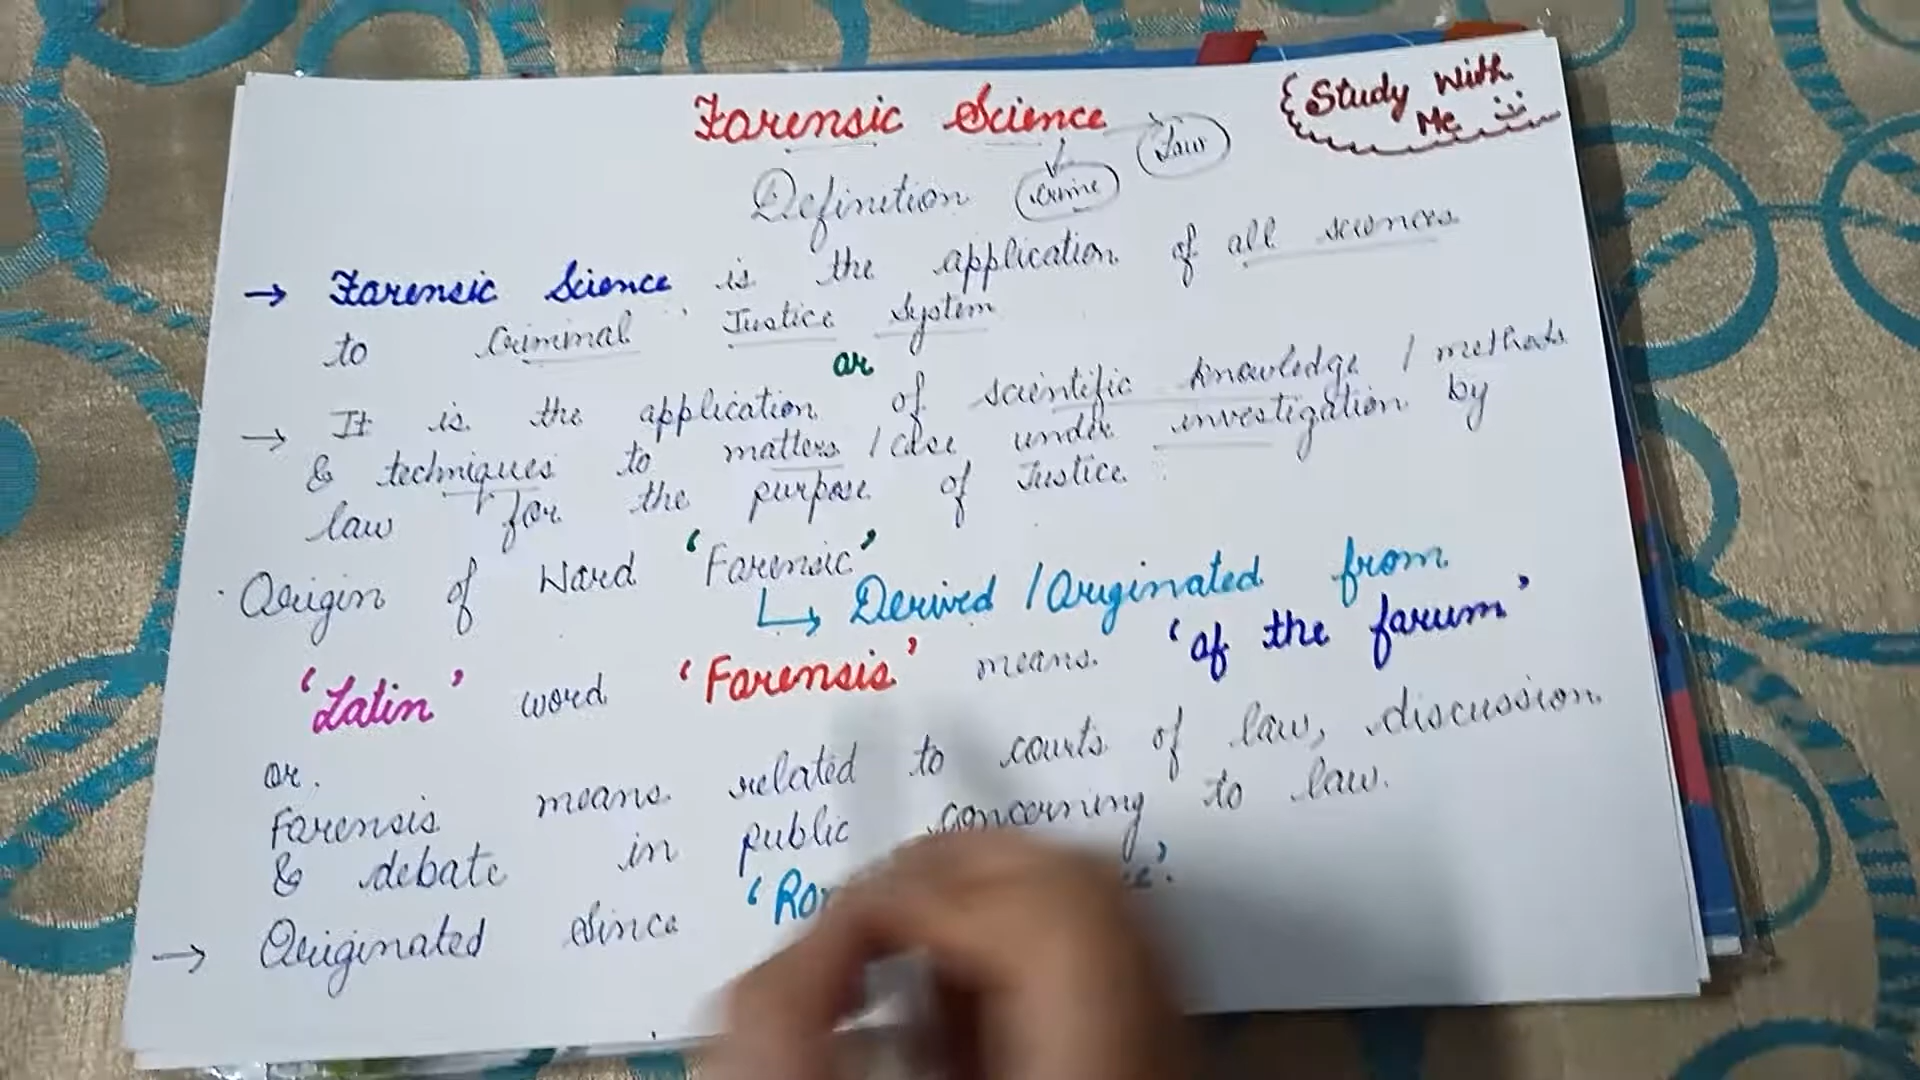 Forensic Science
Law
Study With
Me
Definition
Crime
→ Forensic Science is the application of all sciences
to Criminal Justice System
or
→ It is the application of scientific knowledge / methods
& techniques to matters / case under investigation by
law for the purpose of Justice.
Origin of Word 'Forensic'
↳ Derived / Originated from
'Latin' word 'Forensis' means 'of the forum'
or.
Forensis means related to courts of law, discussion
& debate in public concerning to law.
→ Originated Since